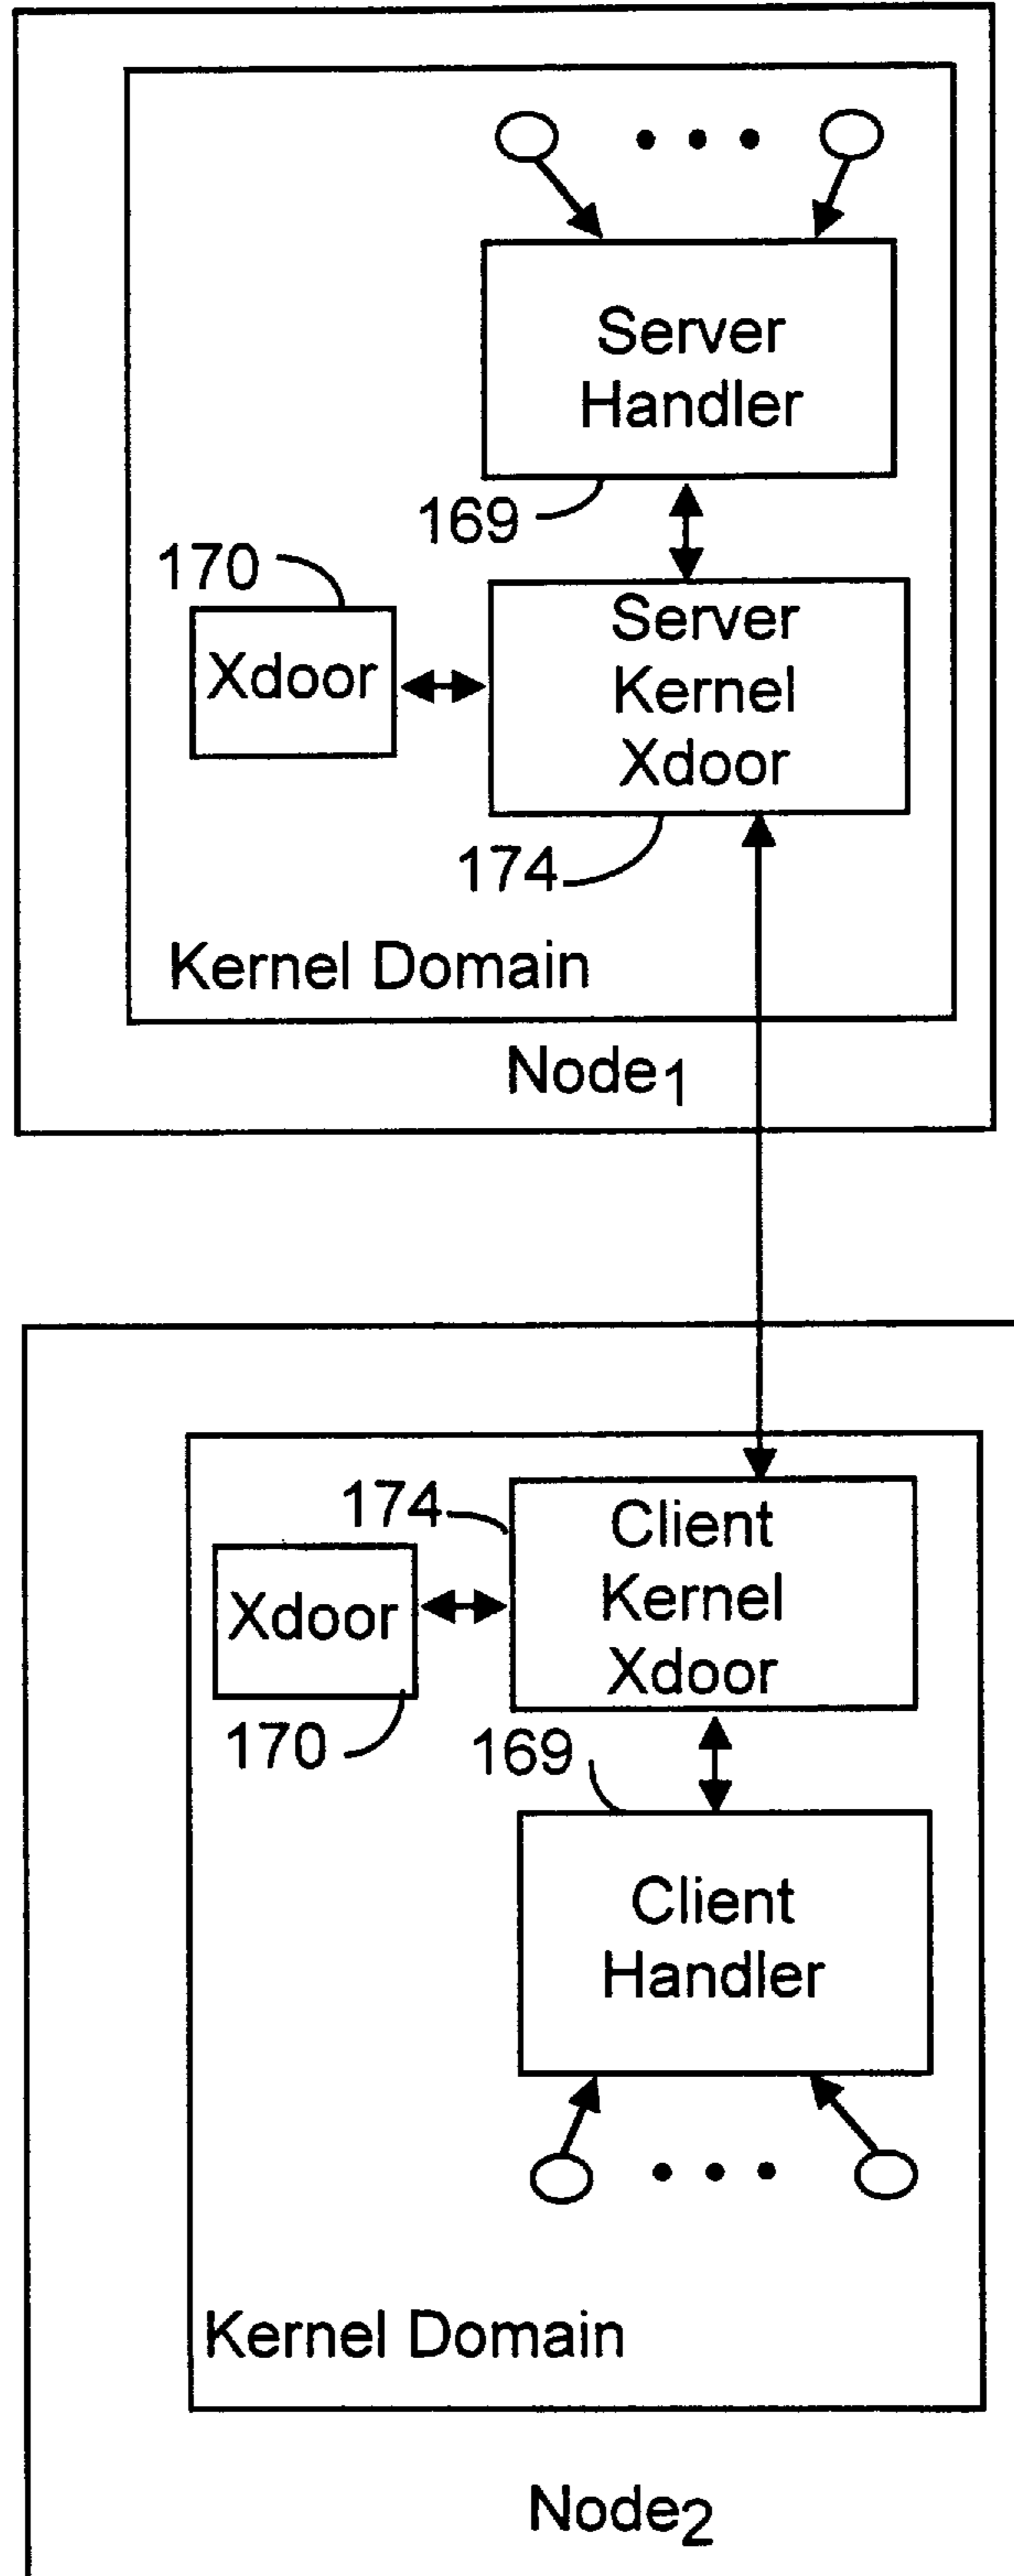 Server
Handler
169
170
Xdoor
Server
Kernel
Xdoor
174
Kernel Domain
Node1
174
Client
Kernel
Xdoor
Xdoor
170
169
Client
Handler
Kernel Domain
Node2